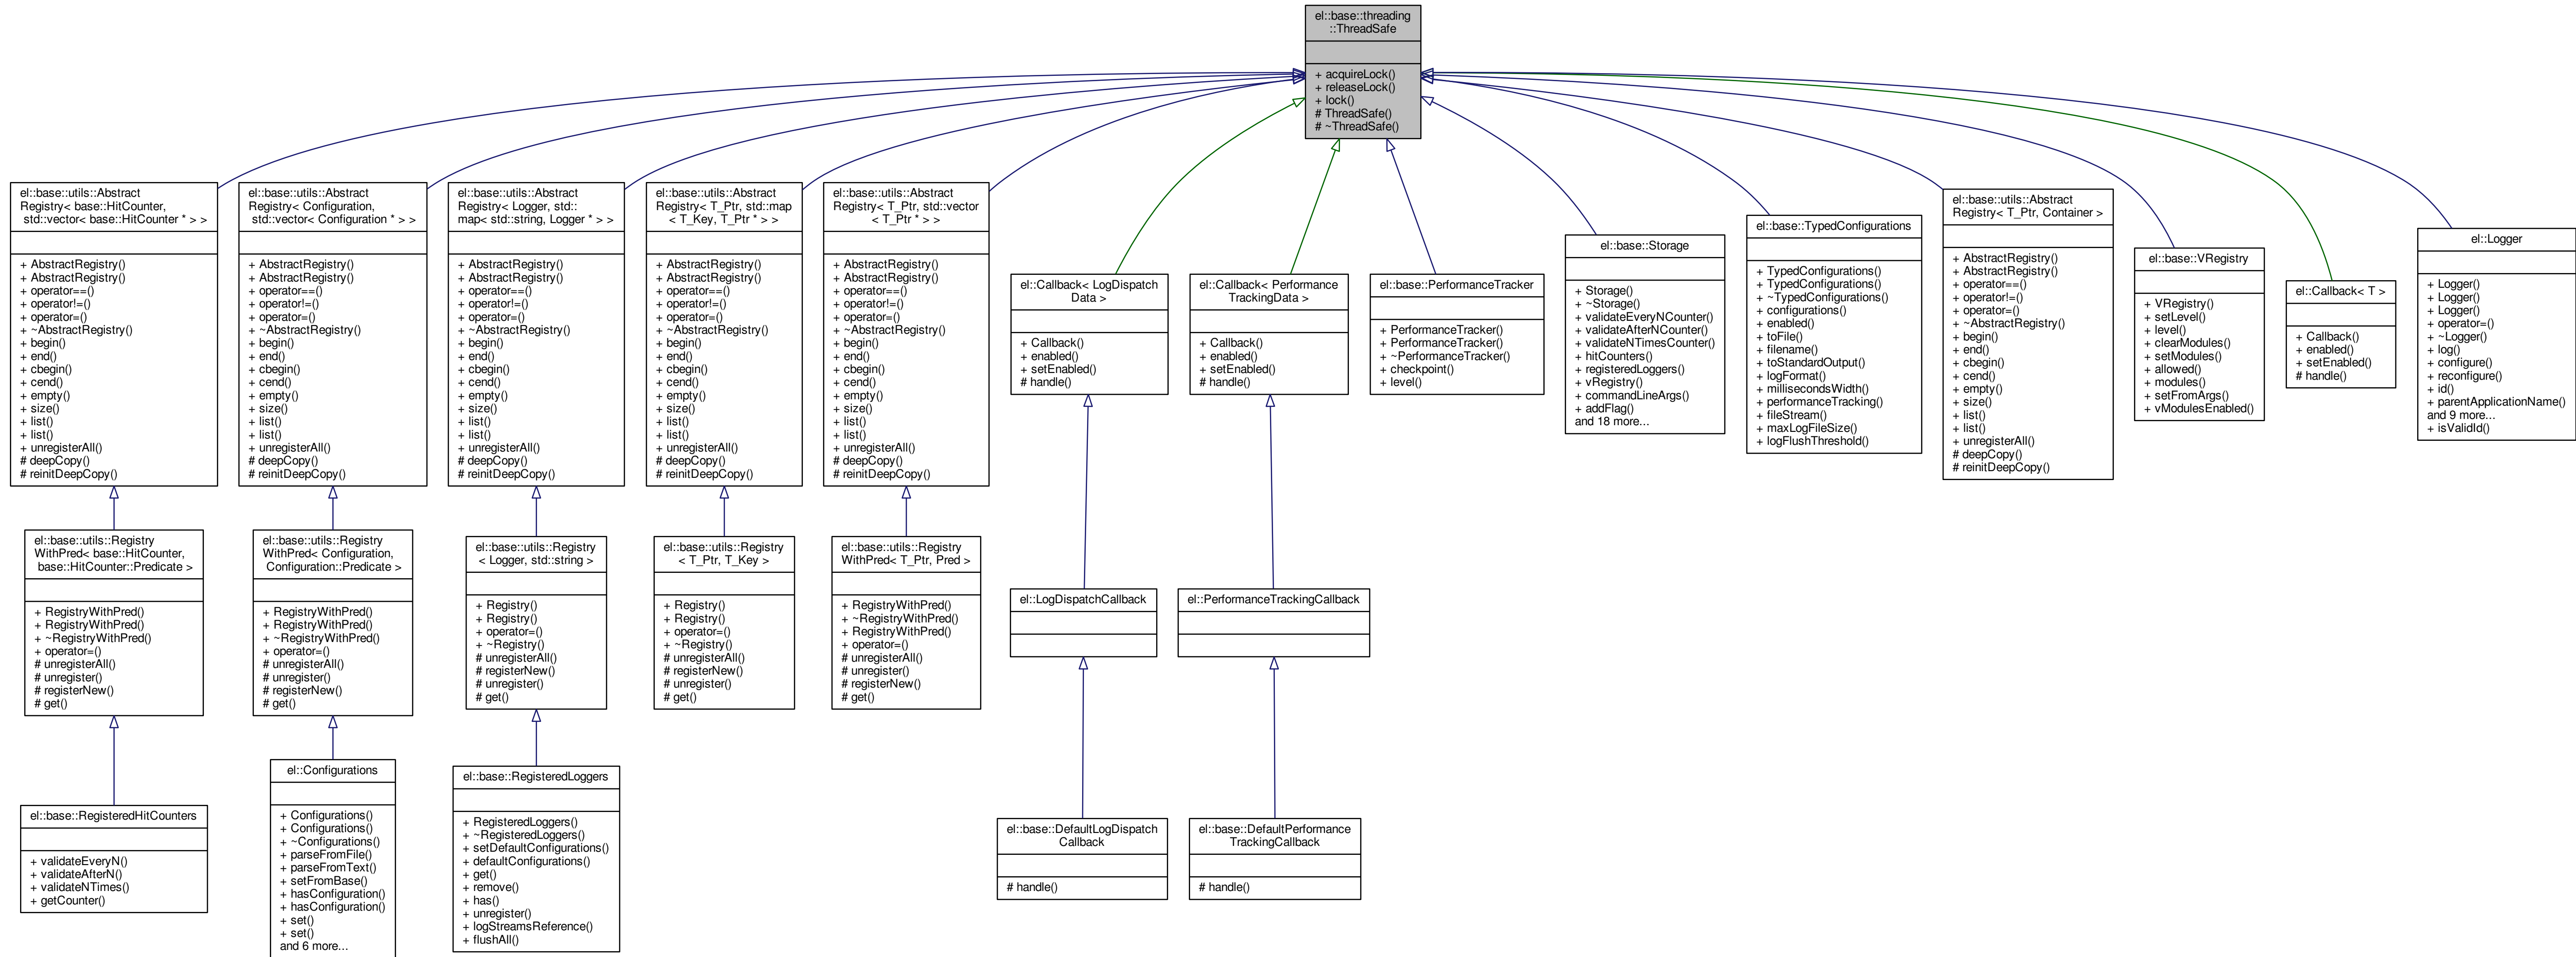 el::base::threading
::ThreadSafe
+ acquireLock()
+ releaseLock()
+ lock()
# ThreadSafe()
# ~ThreadSafe()
el::base::utils::Abstract
Registry< base::HitCounter,
std::vector< base::HitCounter * > >
+ AbstractRegistry()
+ AbstractRegistry()
+ operator==()
+ operator!=()
+ operator=()
+ ~AbstractRegistry()
+ begin()
+ end()
+ cbegin()
+ cend()
+ empty()
+ size()
+ list()
+ list()
+ unregisterAll()
# deepCopy()
# reinitDeepCopy()
el::base::utils::Abstract
Registry< Configuration,
std::vector< Configuration * > >
+ AbstractRegistry()
+ AbstractRegistry()
+ operator==()
+ operator!=()
+ operator=()
+ ~AbstractRegistry()
+ begin()
+ end()
+ cbegin()
+ cend()
+ empty()
+ size()
+ list()
+ list()
+ unregisterAll()
# deepCopy()
# reinitDeepCopy()
el::base::utils::Abstract
Registry< Logger, std::
map< std::string, Logger * > >
+ AbstractRegistry()
+ AbstractRegistry()
+ operator==()
+ operator!=()
+ operator=()
+ ~AbstractRegistry()
+ begin()
+ end()
+ cbegin()
+ cend()
+ empty()
+ size()
+ list()
+ list()
+ unregisterAll()
# deepCopy()
# reinitDeepCopy()
el::base::utils::Abstract
Registry< T_Ptr, std::map
< T_Key, T_Ptr * > >
+ AbstractRegistry()
+ AbstractRegistry()
+ operator==()
+ operator!=()
+ operator=()
+ ~AbstractRegistry()
+ begin()
+ end()
+ cbegin()
+ cend()
+ empty()
+ size()
+ list()
+ list()
+ unregisterAll()
# deepCopy()
# reinitDeepCopy()
el::base::utils::Abstract
Registry< T_Ptr, std::vector
< T_Ptr * > >
+ AbstractRegistry()
+ AbstractRegistry()
+ operator==()
+ operator!=()
+ operator=()
+ ~AbstractRegistry()
+ begin()
+ end()
+ cbegin()
+ cend()
+ empty()
+ size()
+ list()
+ list()
+ unregisterAll()
# deepCopy()
# reinitDeepCopy()
el::Callback< LogDispatch
Data >
+ Callback()
+ enabled()
+ setEnabled()
# handle()
el::Callback< Performance
TrackingData >
+ Callback()
+ enabled()
+ setEnabled()
# handle()
el::base::PerformanceTracker
+ PerformanceTracker()
+ PerformanceTracker()
+ ~PerformanceTracker()
+ checkpoint()
+ level()
el::base::Storage
+ Storage()
+ ~Storage()
+ validateEveryNCounter()
+ validateAfterNCounter()
+ validateNTimesCounter()
+ hitCounters()
+ registeredLoggers()
+ vRegistry()
+ commandLineArgs()
+ addFlag()
and 18 more...
el::base::TypedConfigurations
+ TypedConfigurations()
+ TypedConfigurations()
+ ~TypedConfigurations()
+ configurations()
+ enabled()
+ toFile()
+ filename()
+ toStandardOutput()
+ logFormat()
+ millisecondsWidth()
+ performanceTracking()
+ fileStream()
+ maxLogFileSize()
+ logFlushThreshold()
el::base::utils::Abstract
Registry< T_Ptr, Container >
+ AbstractRegistry()
+ AbstractRegistry()
+ operator==()
+ operator!=()
+ operator=()
+ ~AbstractRegistry()
+ begin()
+ end()
+ cbegin()
+ cend()
+ empty()
+ size()
+ list()
+ list()
+ unregisterAll()
# deepCopy()
# reinitDeepCopy()
el::base::VRegistry
+ VRegistry()
+ setLevel()
+ level()
+ clearModules()
+ setModules()
+ allowed()
+ modules()
+ setFromArgs()
+ vModulesEnabled()
el::Callback< T >
+ Callback()
+ enabled()
+ setEnabled()
# handle()
el::Logger
+ Logger()
+ Logger()
+ Logger()
+ operator=()
+ ~Logger()
+ log()
+ configure()
+ reconfigure()
+ id()
+ parentApplicationName()
and 9 more...
+ isValidId()
el::base::utils::Registry
WithPred< base::HitCounter,
base::HitCounter::Predicate >
+ RegistryWithPred()
+ RegistryWithPred()
+ ~RegistryWithPred()
+ operator=()
# unregisterAll()
# unregister()
# registerNew()
# get()
el::base::utils::Registry
WithPred< Configuration,
Configuration::Predicate >
+ RegistryWithPred()
+ RegistryWithPred()
+ ~RegistryWithPred()
+ operator=()
# unregisterAll()
# unregister()
# registerNew()
# get()
el::base::utils::Registry
< Logger, std::string >
+ Registry()
+ Registry()
+ operator=()
+ ~Registry()
# unregisterAll()
# registerNew()
# unregister()
# get()
el::base::utils::Registry
< T_Ptr, T_Key >
+ Registry()
+ Registry()
+ operator=()
+ ~Registry()
# unregisterAll()
# registerNew()
# unregister()
# get()
el::base::utils::Registry
WithPred< T_Ptr, Pred >
+ RegistryWithPred()
+ ~RegistryWithPred()
+ RegistryWithPred()
+ operator=()
# unregisterAll()
# unregister()
# registerNew()
# get()
el::LogDispatchCallback
el::PerformanceTrackingCallback
el::base::RegisteredHitCounters
+ validateEveryN()
+ validateAfterN()
+ validateNTimes()
+ getCounter()
el::Configurations
+ Configurations()
+ Configurations()
+ ~Configurations()
+ parseFromFile()
+ parseFromText()
+ setFromBase()
+ hasConfiguration()
+ hasConfiguration()
+ set()
+ set()
and 6 more...
el::base::RegisteredLoggers
+ RegisteredLoggers()
+ ~RegisteredLoggers()
+ setDefaultConfigurations()
+ defaultConfigurations()
+ get()
+ remove()
+ has()
+ unregister()
+ logStreamsReference()
+ flushAll()
el::base::DefaultLogDispatch
Callback
# handle()
el::base::DefaultPerformance
TrackingCallback
# handle()